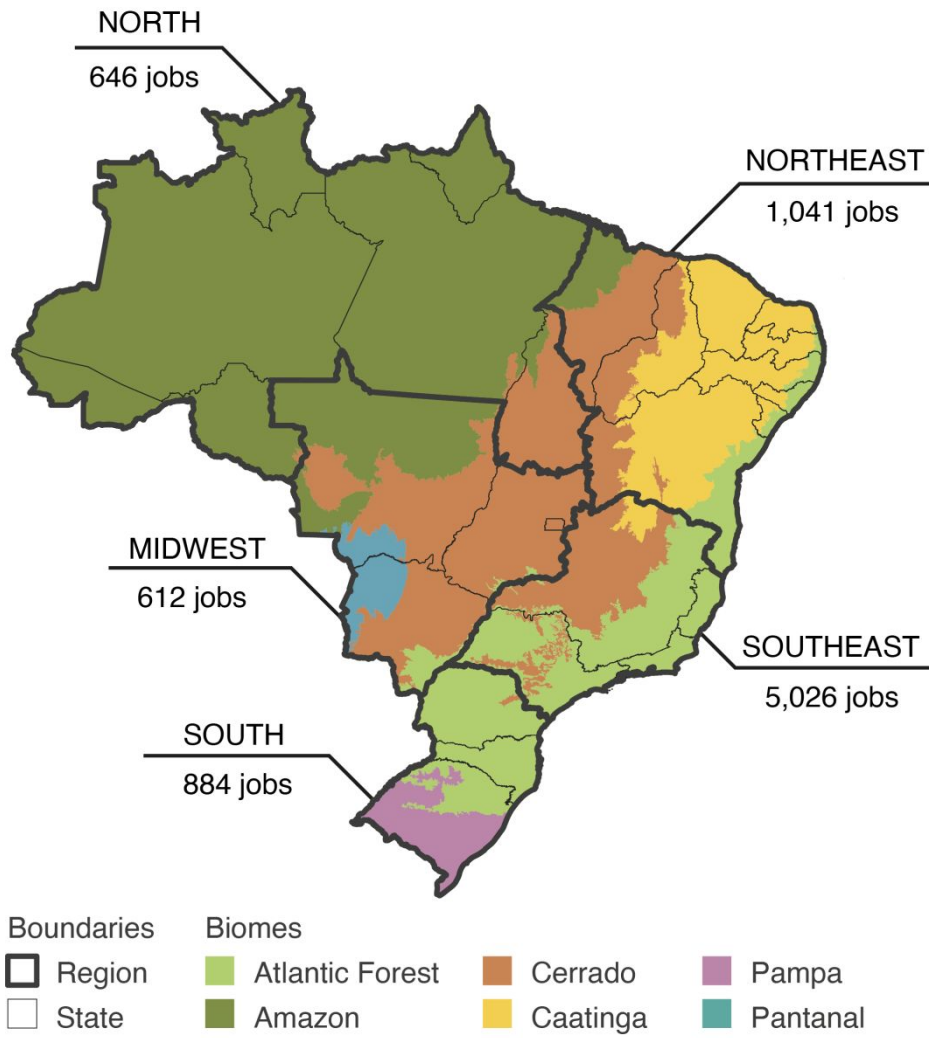 NORTH
646 jobs
NORTHEAST
1,041 jobs
MIDWEST
612 jobs
SOUTHEAST
5,026 jobs
SOUTH
884 jobs
Boundaries
Region
State
Biomes
Atlantic Forest
Cerrado
Pampa
Amazon
Caatinga
Pantanal